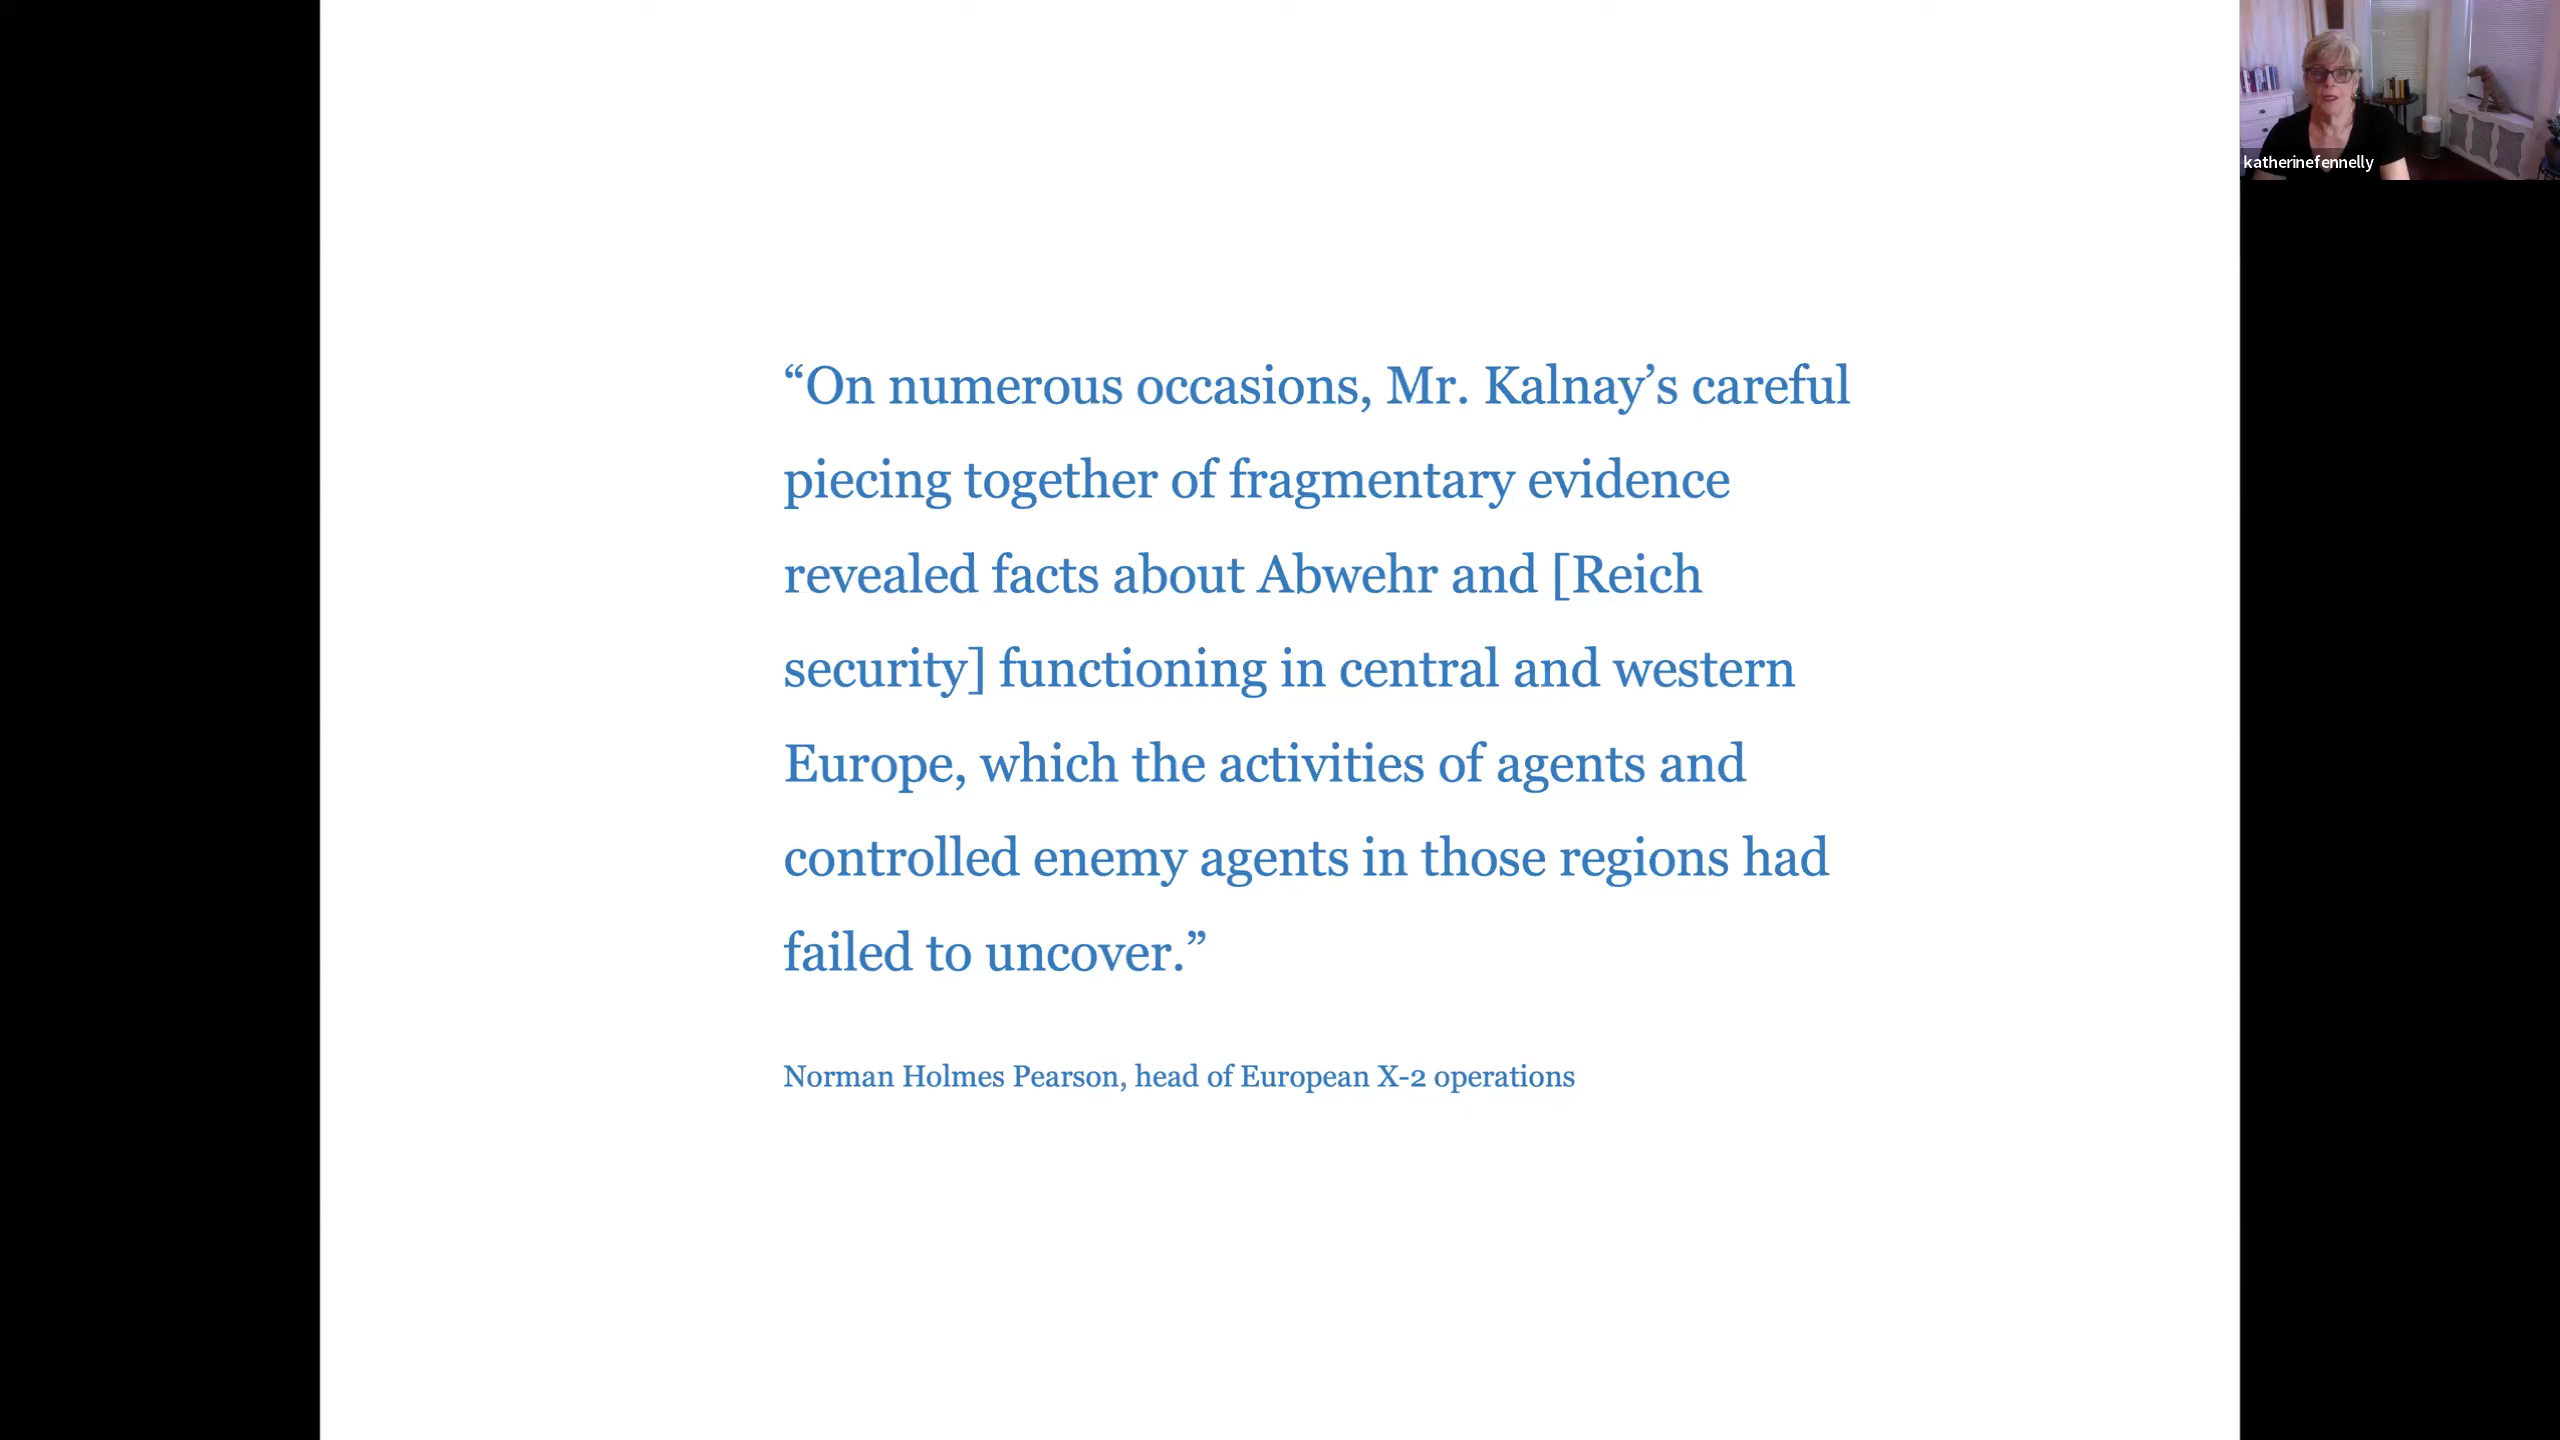 katherinefennelly
“On numerous occasions, Mr. Kalnay’s careful
piecing together of fragmentary evidence
revealed facts about Abwehr and [Reich
security] functioning in central and western
Europe, which the activities of agents and
controlled enemy agents in those regions had
failed to uncover.”
Norman Holmes Pearson, head of European X-2 operations